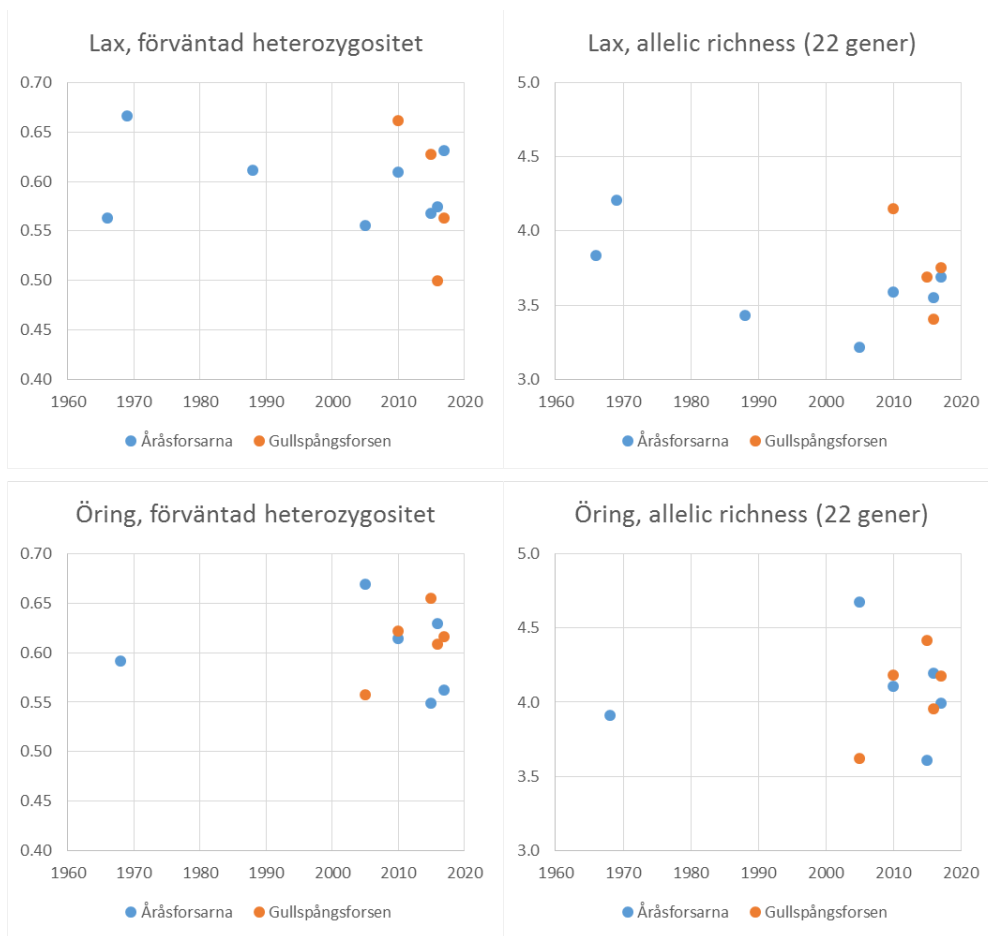 Lax, förväntad heterozygositet
0.70
0.65
0.60
0.55
0.50
0.45
0.40
1960 1970 1980 1990 2000 2010 2020
Åråsforsarna Gullspångsforsen
Lax, allelic richness (22 gener)
5.0
4.5
4.0
3.5
3.0
1960 1970 1980 1990 2000 2010 2020
Åråsforsarna Gullspångsforsen
Öring, förväntad heterozygositet
0.70
0.65
0.60
0.55
0.50
0.45
0.40
1960 1970 1980 1990 2000 2010 2020
Åråsforsarna Gullspångsforsen
Öring, allelic richness (22 gener)
5.0
4.5
4.0
3.5
3.0
1960 1970 1980 1990 2000 2010 2020
Åråsforsarna Gullspångsforsen